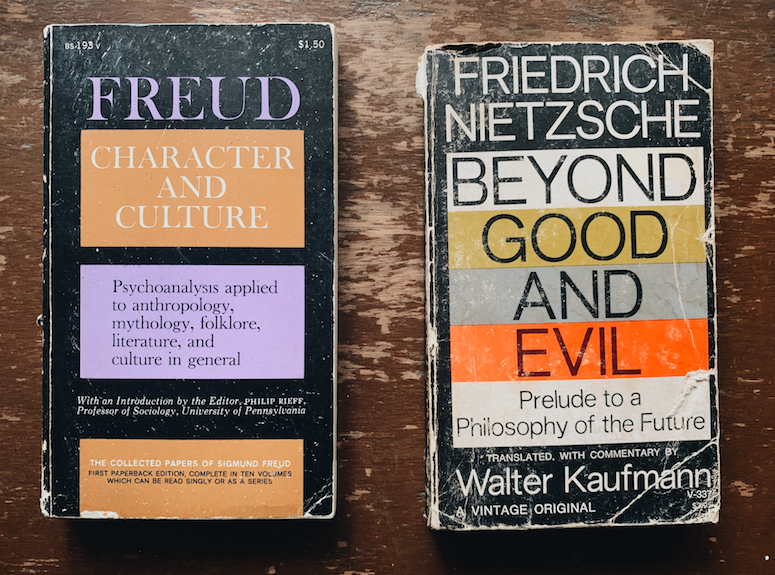 BS 193 V $1.50
FREUD
CHARACTER
AND
CULTURE
Psychoanalysis applied
to anthropology,
mythology, folklore,
literature, and
culture in general
With an Introduction by the Editor, PHILIP RIEFF,
Professor of Sociology, University of Pennsylvania
THE COLLECTED PAPERS OF SIGMUND FREUD
FIRST PAPERBACK EDITION, COMPLETE IN TEN VOLUMES
WHICH CAN BE READ SINGLY OR AS A SERIES
FRIEDRICH
NIETZSCHE
BEYOND
GOOD
AND
EVIL
Prelude to a
Philosophy of the Future
TRANSLATED, WITH COMMENTARY BY
Walter Kaufmann
V-337
A VINTAGE ORIGINAL